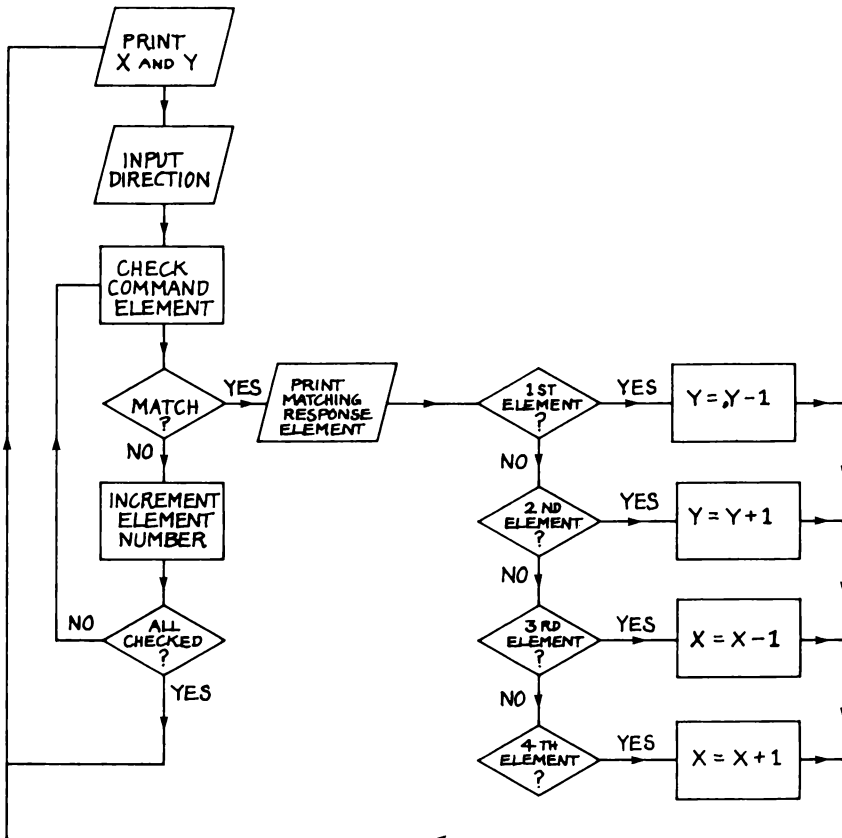 PRINT
X AND Y
INPUT
DIRECTION
CHECK
COMMAND
ELEMENT
MATCH
?
YES
NO
PRINT
MATCHING
RESPONSE
ELEMENT
INCREMENT
ELEMENT
NUMBER
ALL
CHECKED
?
NO
YES
1ST
ELEMENT
?
YES
Y = Y - 1
NO
2ND
ELEMENT
?
YES
Y = Y + 1
NO
3RD
ELEMENT
?
YES
X = X - 1
NO
4TH
ELEMENT
?
YES
X = X + 1